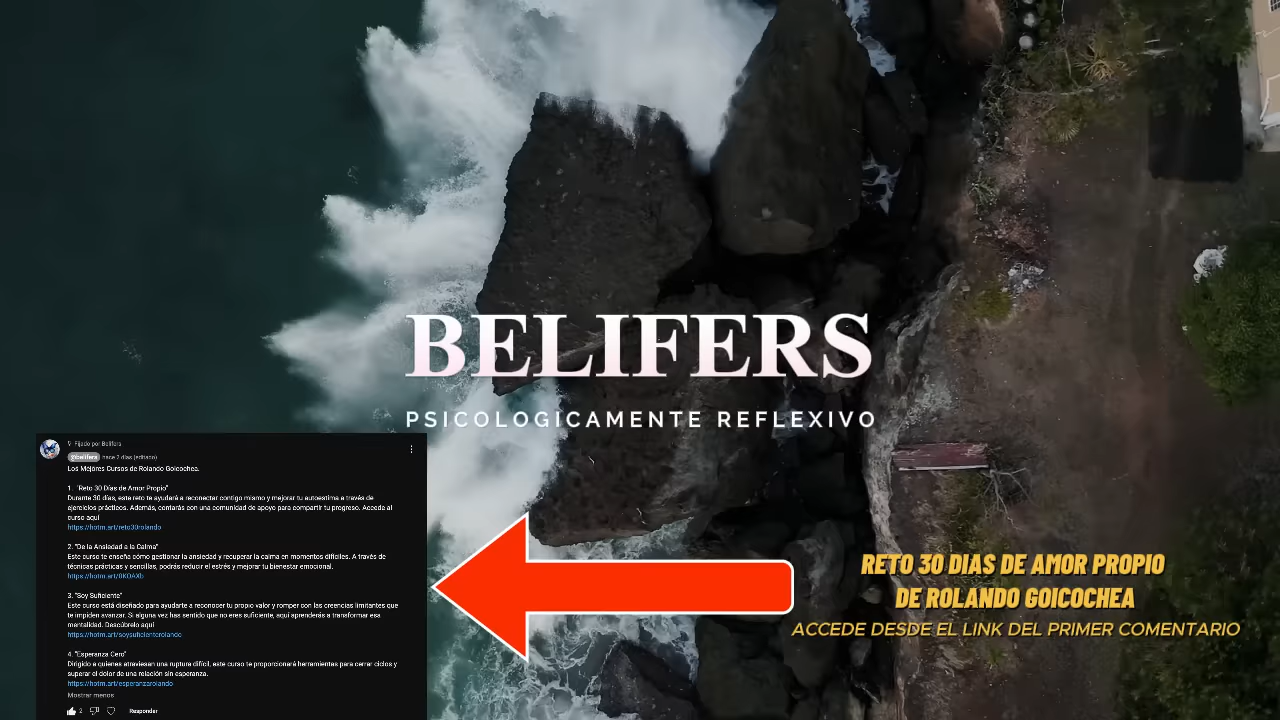 BELIFERS
PSICOLOGICAMENTE REFLEXIVO
Fijado por Belifers
@belifers hace 2 días (editado)
Los Mejores Cursos de Rolando Goicochea.
1. "Reto 30 Días de Amor Propio"
Durante 30 días, este reto te ayudará a reconectar contigo mismo y mejorar tu autoestima a través de
ejercicios prácticos. Además, contarás con una comunidad de apoyo para compartir tu progreso. Accede al
curso aquí
https://hotm.art/reto30rolando
2. "De la Ansiedad a la Calma"
Este curso te enseña cómo gestionar la ansiedad y recuperar la calma en momentos difíciles. A través de
técnicas prácticas y sencillas, podrás reducir el estrés y mejorar tu bienestar emocional.
https://hotm.art/0KOAXb
3. "Soy Suficiente"
Este curso está diseñado para ayudarte a reconocer tu propio valor y romper con las creencias limitantes que
te impiden avanzar. Si alguna vez has sentido que no eres suficiente, aquí aprenderás a transformar esa
mentalidad. Descúbrelo aquí
https://hotm.art/soysuficienterolando
4. "Esperanza Cero"
Dirigido a quienes atraviesan una ruptura difícil, este curso te proporcionará herramientas para cerrar ciclos y
superar el dolor de una relación sin esperanza.
https://hotm.art/esperanzarolando
Mostrar menos
2 Responder
RETO 30 DIAS DE AMOR PROPIO
DE ROLANDO GOICOCHEA
ACCEDE DESDE EL LINK DEL PRIMER COMENTARIO